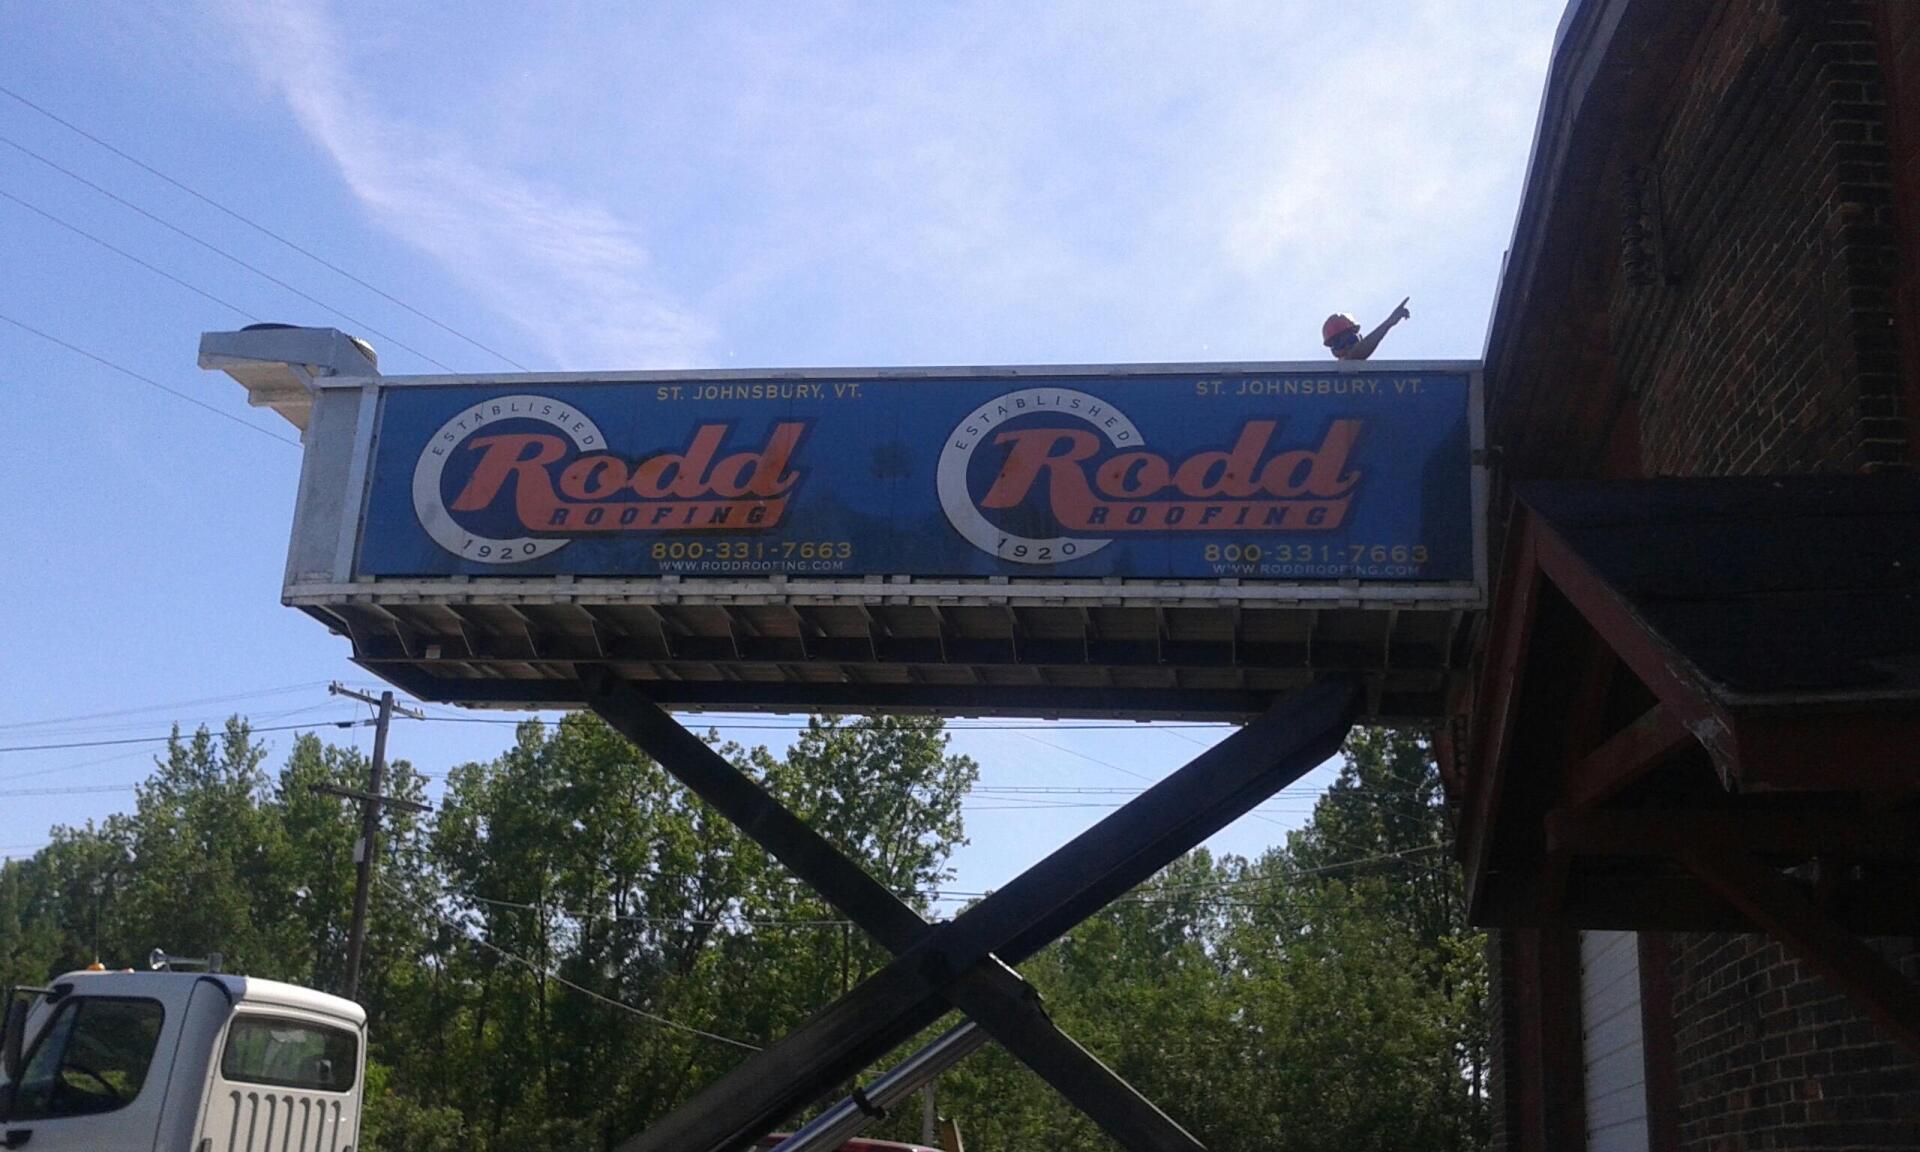 ST. JOHNSBURY, VT.
ESTABLISHED
Rodd
ROOFING
1920
800-331-7663
WWW.RODDROOFING.COM
ST. JOHNSBURY, VT.
ESTABLISHED
Rodd
ROOFING
1920
800-331-7663
WWW.RODDROOFING.COM